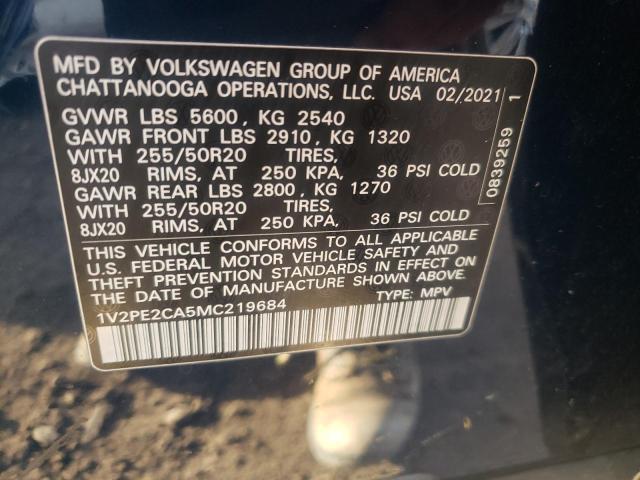 MFD BY VOLKSWAGEN GROUP OF AMERICA
CHATTANOOGA OPERATIONS, LLC. USA 02/2021
GVWR LBS 5600, KG 2540
GAWR FRONT LBS 2910, KG 1320
WITH 255/50R20 TIRES,
8JX20 RIMS, AT 250 KPA, 36 PSI COLD
GAWR REAR LBS 2800, KG 1270
WITH 255/50R20 TIRES,
8JX20 RIMS, AT 250 KPA, 36 PSI COLD
THIS VEHICLE CONFORMS TO ALL APPLICABLE
U.S. FEDERAL MOTOR VEHICLE SAFETY AND
THEFT PREVENTION STANDARDS IN EFFECT ON
THE DATE OF MANUFACTURE SHOWN ABOVE.
1V2PE2CA5MC219684 TYPE: MPV
0839259 1